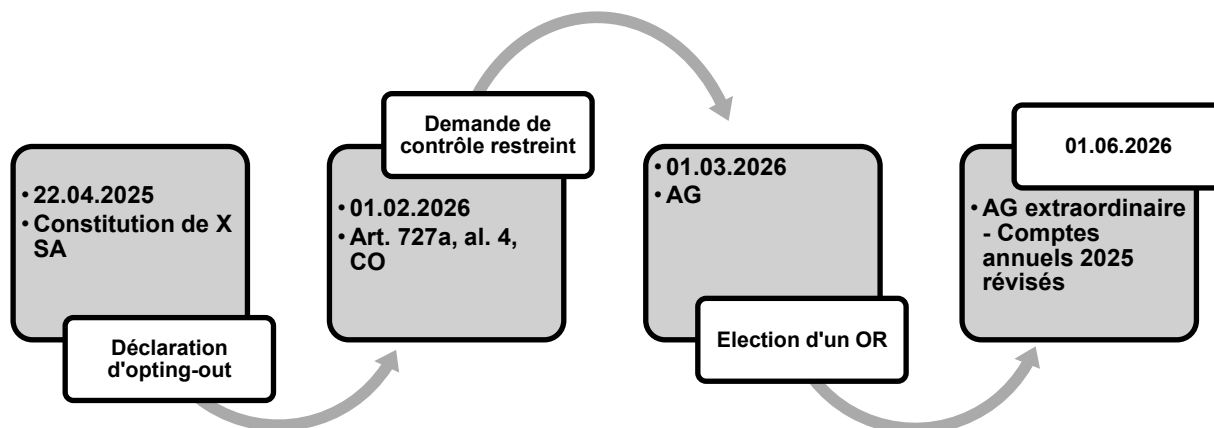 • 22.04.2025
• Constitution de X
SA
Déclaration
d'opting-out
Demande de
contrôle restreint
• 01.02.2026
• Art. 727a, al. 4,
CO
• 01.03.2026
• AG
Election d'un OR
01.06.2026
• AG extraordinaire
- Comptes
annuels 2025
révisés